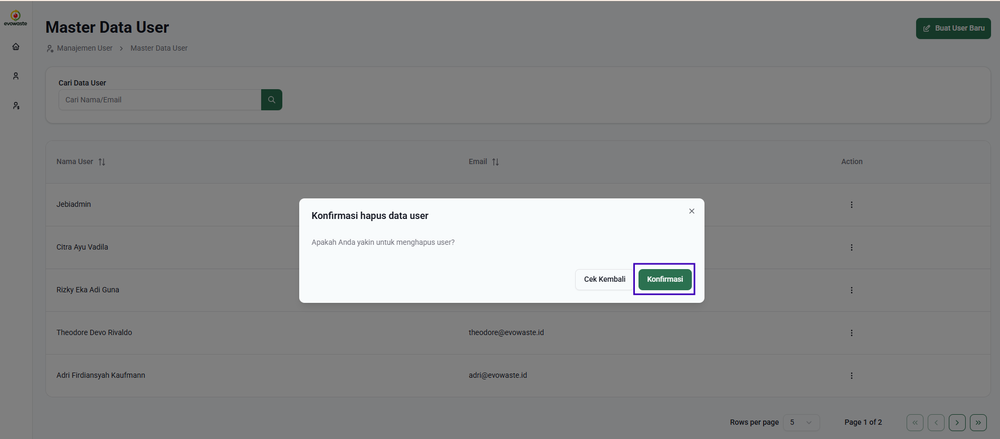 evowaste
Master Data User
Buat User Baru
Manajemen User > Master Data User
Cari Data User
Cari Nama/Email
Nama User Email Action
Jebiadmin
Konfirmasi hapus data user
Apakah Anda yakin untuk menghapus user?
Cek Kembali Konfirmasi
Citra Ayu Vadila
Rizky Eka Adi Guna
Theodore Devo Rivaldo theodore@evowaste.id
Adri Firdiansyah Kaufmann adri@evowaste.id
Rows per page 5 Page 1 of 2